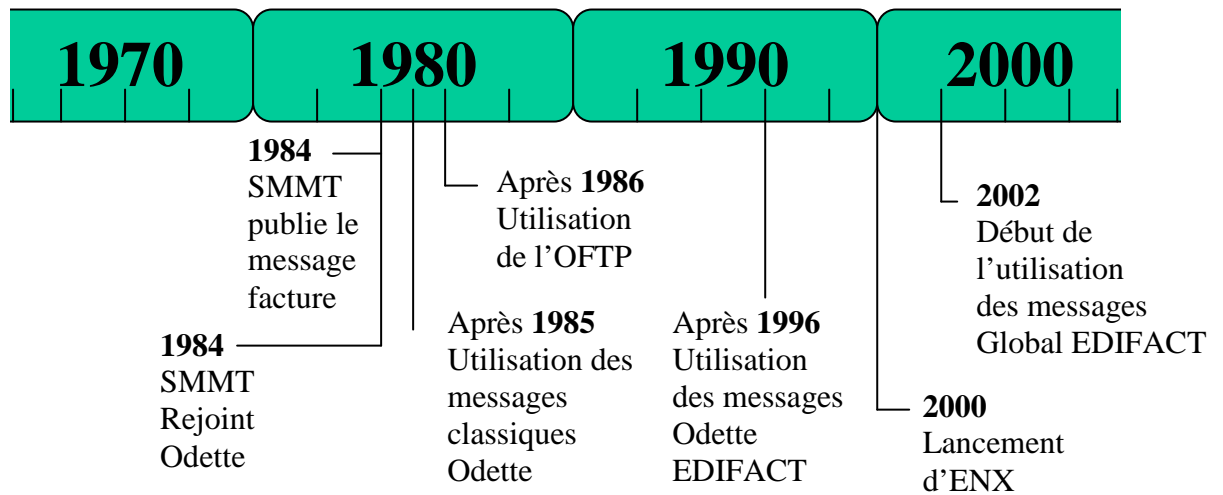 1970 1980 1990 2000
1984
SMMT
publie le
message
facture
1984
SMMT
Rejoint
Odette
Après 1985
Utilisation des
messages
classiques
Odette
Après 1986
Utilisation
de l’OFTP
Après 1996
Utilisation
des messages
Odette
EDIFACT
2000
Lancement
d’ENX
2002
Début de
l’utilisation
des messages
Global EDIFACT